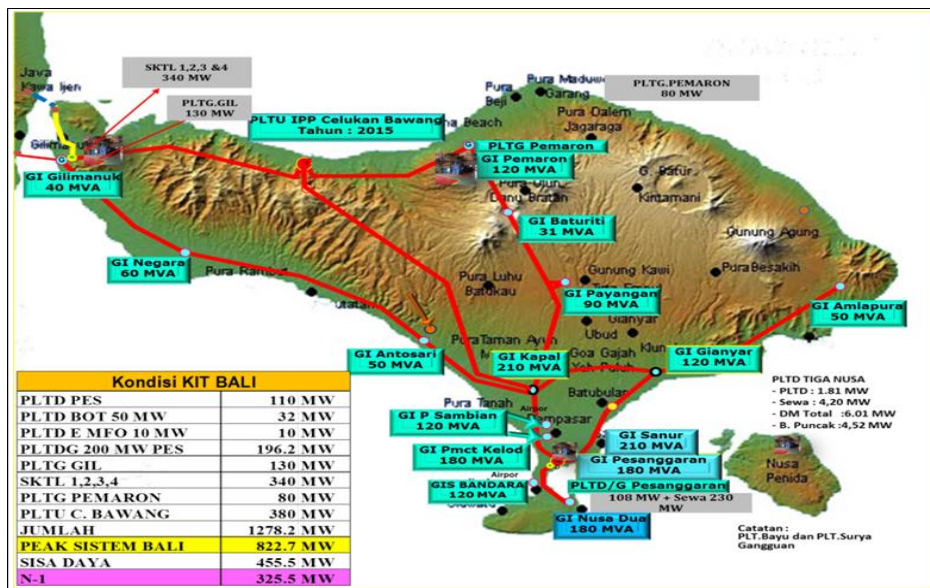 Java
Kawa Ijen
SKTL 1,2,3 &4
340 MW
PLTG.GIL
130 MW
Pura Maduw
Pura
Beji
Garang
PLTG.PEMARON
80 MW
PLTU IPP Celukan Bawang
Tahun : 2015
Beach
Pura Dalem
Jagaraga
PLTG Pemaron
GI Pemaron
120 MVA
GI Gilimanuk
40 MVA
Danu Bratan
G. Batur
Kintamani
GI Baturiti
31 MVA
Gunung Agung
GI Negara
60 MVA
Pura Rambut
Pura Luhu
Batukau
Gunung Kawi
Pura Besakih
GI Payangan
90 MVA
GI Amlapura
50 MVA
Gianyar
Ubud
Pura Taman Ayun
GI Antosari
50 MVA
GI Kapal
210 MVA
Goa Gajah
Yeh Puluh
Klun
GI Gianyar
120 MVA
Batubulan
Pura Tanah
Airpor
Denpasar
GI P Sambian
120 MVA
GI Pmct Kelod
180 MVA
GI Sanur
210 MVA
GI Pesanggaran
180 MVA
Airpor
GIS BANDARA
120 MVA
PLTD/G Pesanggaran
108 MW + Sewa 230
MW
GI Nusa Dua
180 MVA
PLTD TIGA NUSA
- PLTD : 1.81 MW
- Sewa : 4,20 MW
- DM Total :6.01 MW
- B. Puncak :4,52 MW
Nusa
Penida
Catatan :
PLT.Bayu dan PLT.Surya
Gangguan
Kondisi KIT BALI
PLTD PES 110 MW
PLTD BOT 50 MW 32 MW
PLTD E MFO 10 MW 10 MW
PLTDG 200 MW PES 196.2 MW
PLTG GIL 130 MW
SKTL 1,2,3,4 340 MW
PLTG PEMARON 80 MW
PLTU C. BAWANG 380 MW
JUMLAH 1278.2 MW
PEAK SISTEM BALI 822.7 MW
SISA DAYA 455.5 MW
N-1 325.5 MW